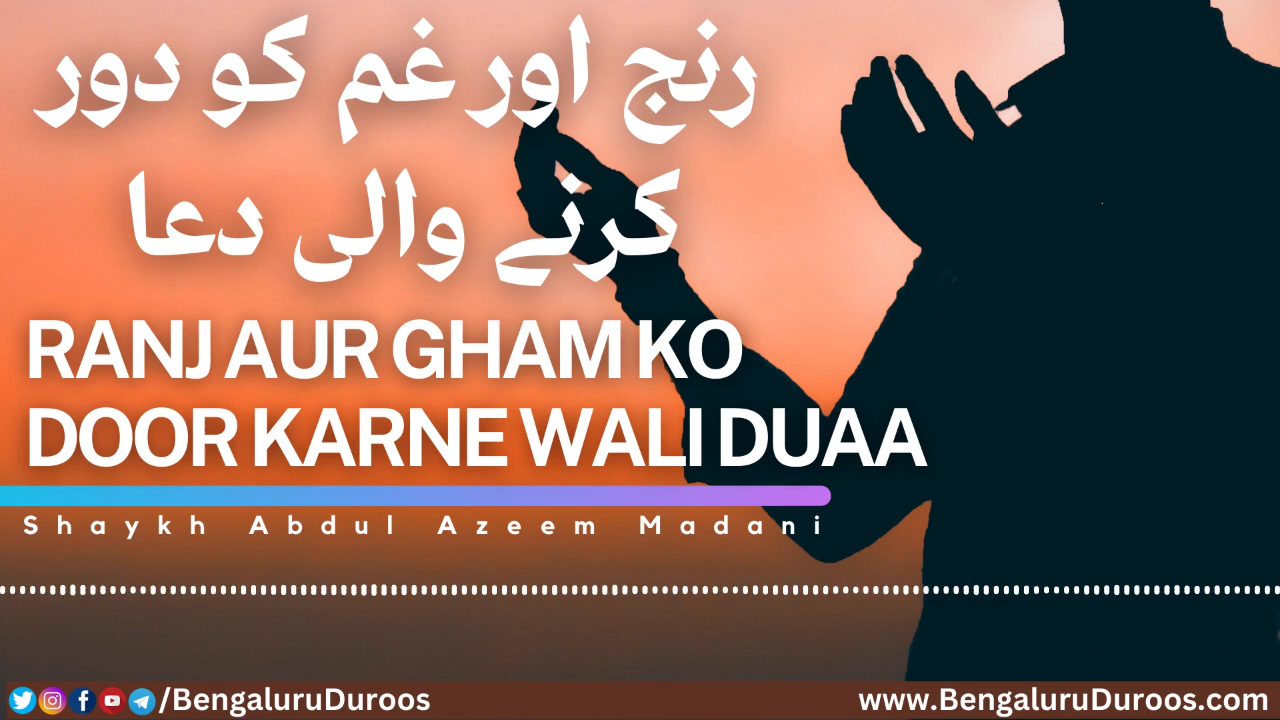 رنج اور غم کو دور
کرنے والی دعا
RANJ AUR GHAM KO
DOOR KARNE WALI DUAA
Shaykh Abdul Azeem Madani
/BengaluruDuroos
www.BengaluruDuroos.com